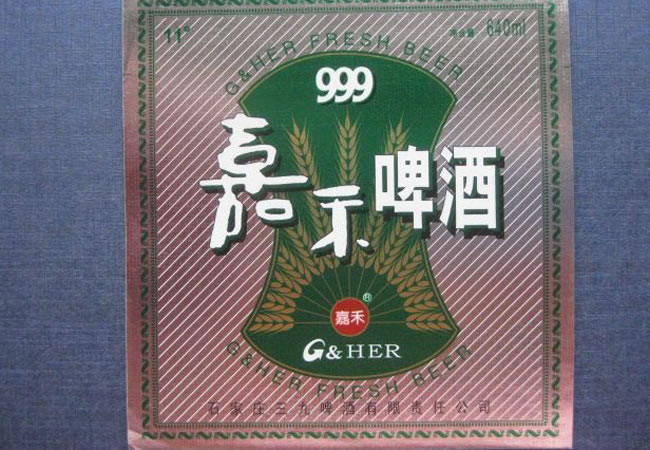 11° 净含量 640ml
G&HER FRESH BEER
999
嘉禾啤酒
嘉禾®
G&HER
G&HER FRESH BEER
石家庄三九啤酒有限责任公司